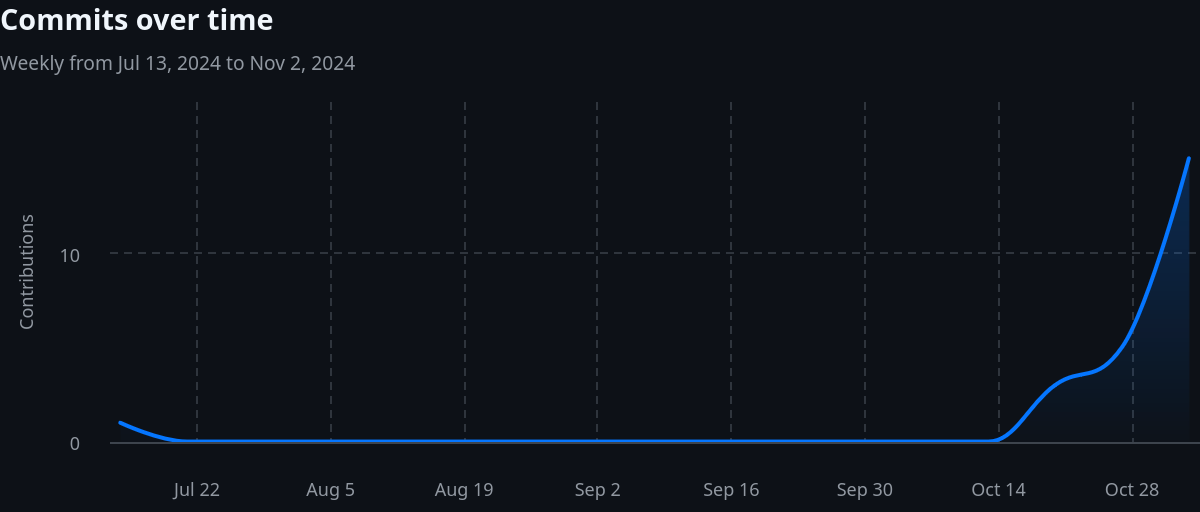 Commits over time
Weekly from Jul 13, 2024 to Nov 2, 2024
Contributions
10
0
Jul 22
Aug 5
Aug 19
Sep 2
Sep 16
Sep 30
Oct 14
Oct 28